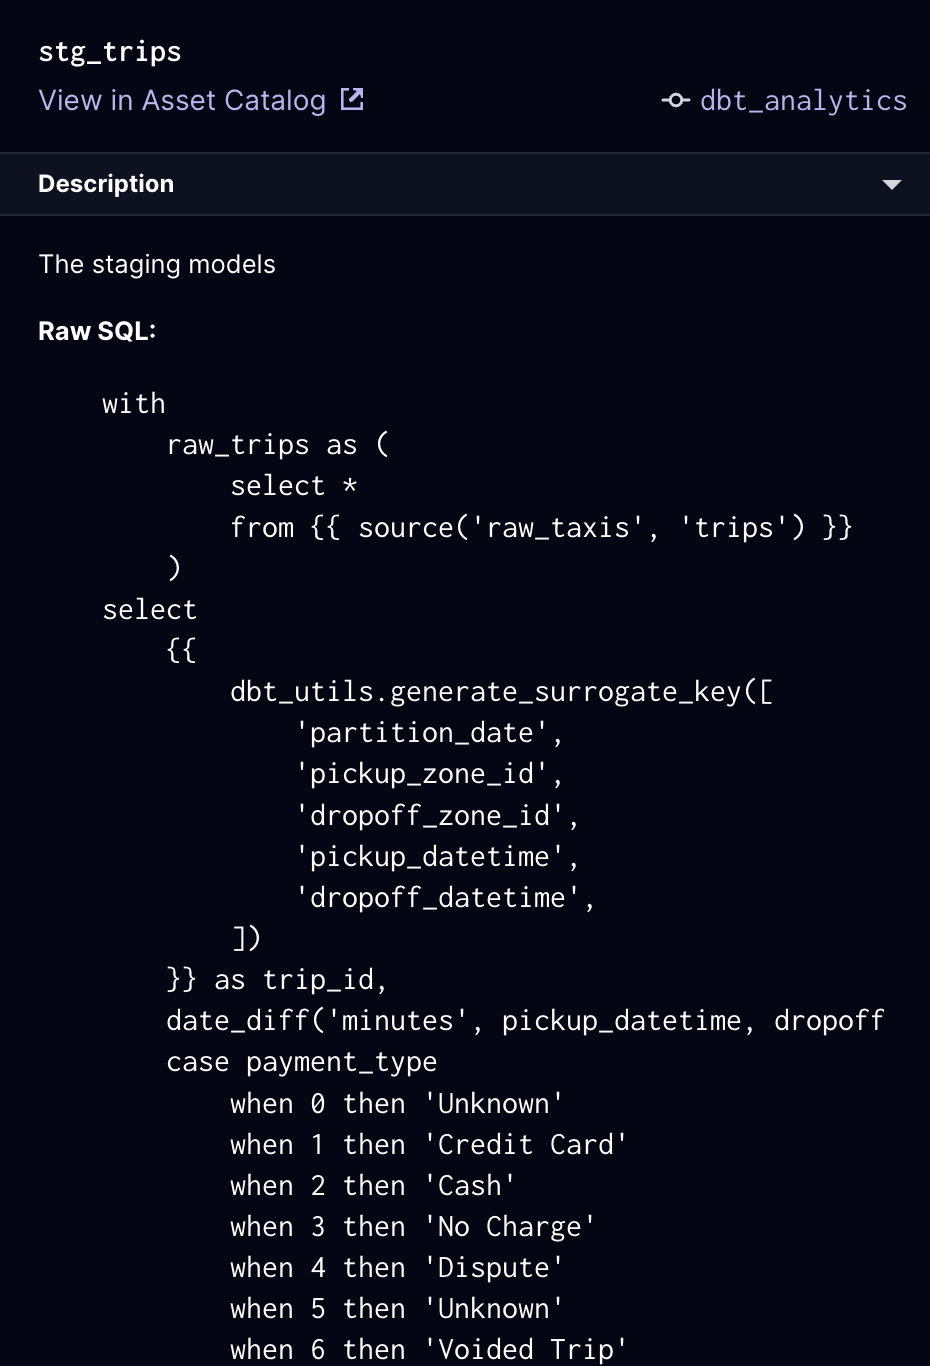 stg_trips
View in Asset Catalog
dbt_analytics
Description
The staging models
Raw SQL:
with
    raw_trips as (
        select *
        from {{ source('raw_taxis', 'trips') }}
    )
select
    {{
        dbt_utils.generate_surrogate_key([
            'partition_date',
            'pickup_zone_id',
            'dropoff_zone_id',
            'pickup_datetime',
            'dropoff_datetime',
        ])
    }} as trip_id,
    date_diff('minutes', pickup_datetime, dropoff
    case payment_type
        when 0 then 'Unknown'
        when 1 then 'Credit Card'
        when 2 then 'Cash'
        when 3 then 'No Charge'
        when 4 then 'Dispute'
        when 5 then 'Unknown'
        when 6 then 'Voided Trip'